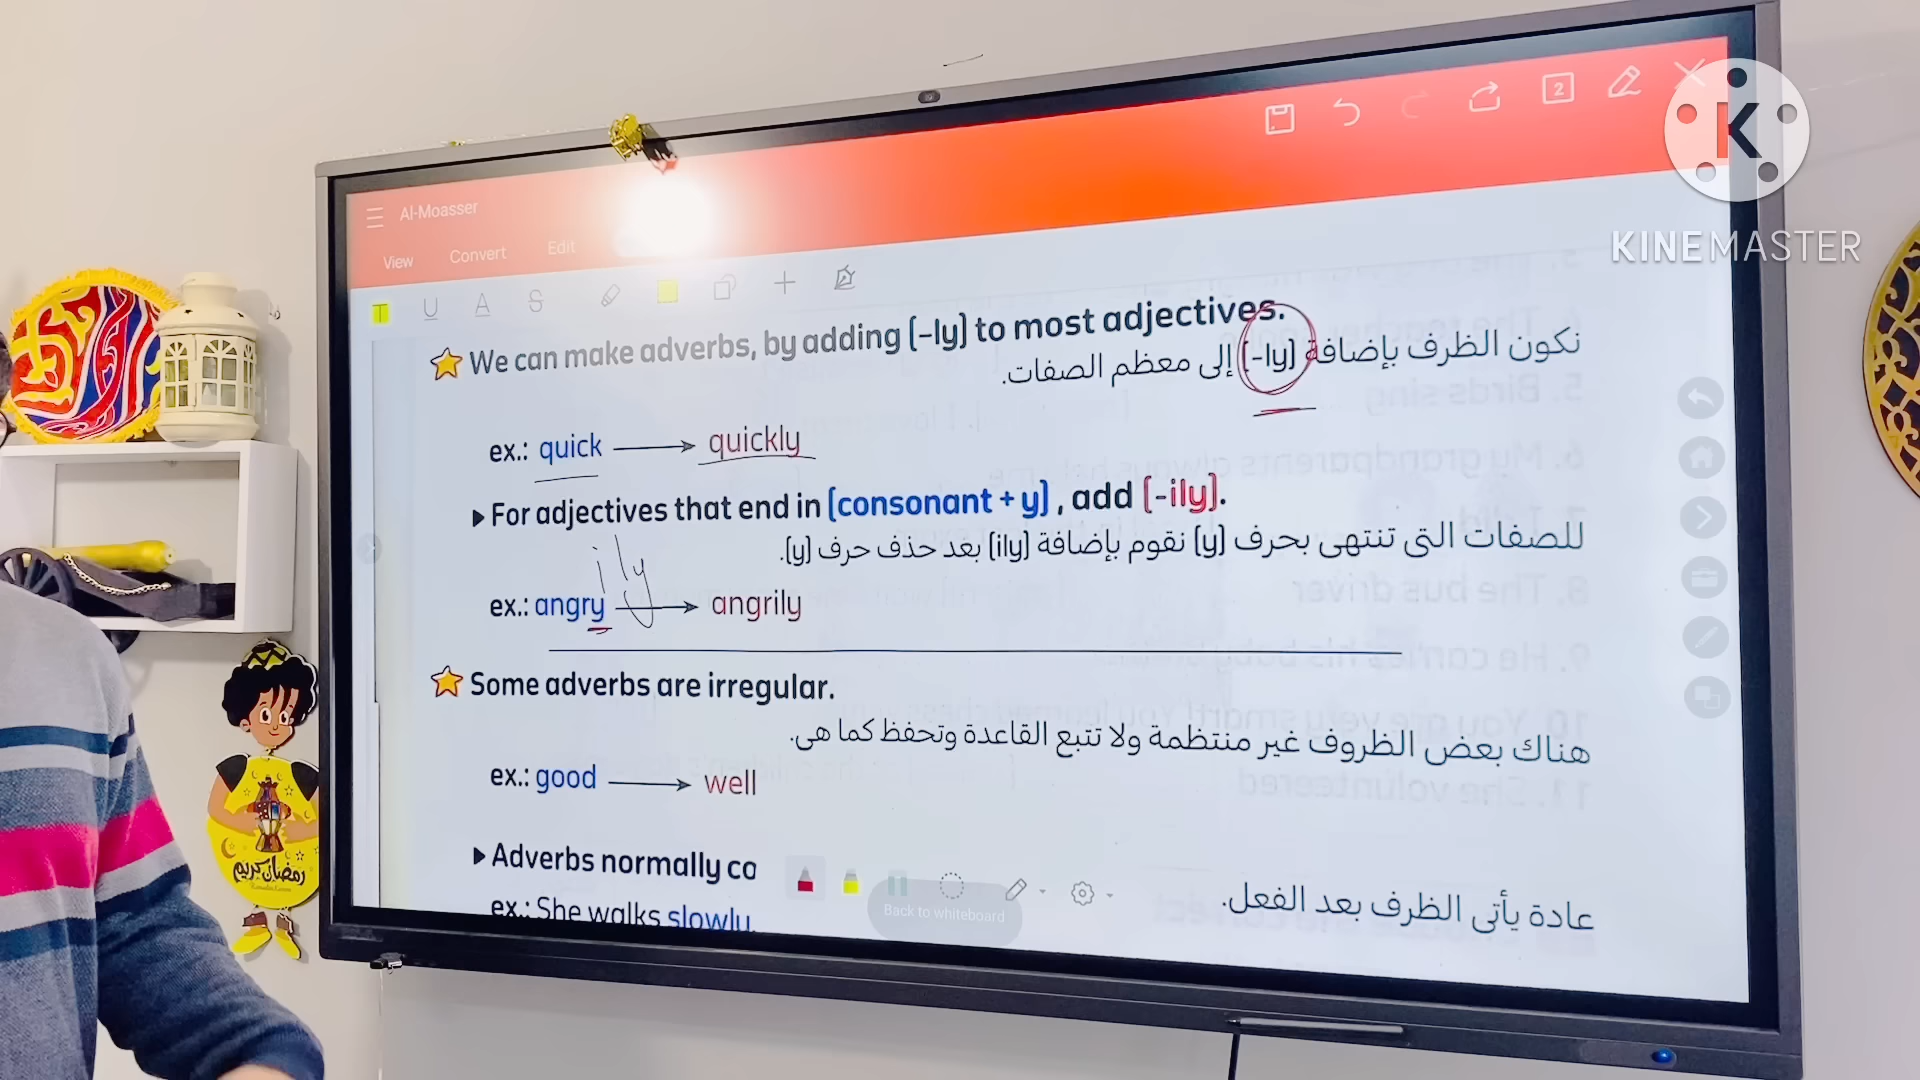 KINEMASTER
Al-Moasser
View Convert Edit
We can make adverbs, by adding (-ly) to most adjectives.
نكون الظرف بإضافة (-ly) إلى معظم الصفات.
ex.: quick → quickly
For adjectives that end in (consonant + y), add (-ily).
للصفات التى تنتهى بحرف (y) نقوم بإضافة (ily) بعد حذف حرف (y).
ily
ex.: angry → angrily
Some adverbs are irregular.
هناك بعض الظروف غير منتظمة ولا تتبع القاعدة وتحفظ كما هى.
ex.: good → well
Adverbs normally co
عادة يأتى الظرف بعد الفعل.
ex.: She walks slowly.
Back to whiteboard
رمضان كريم